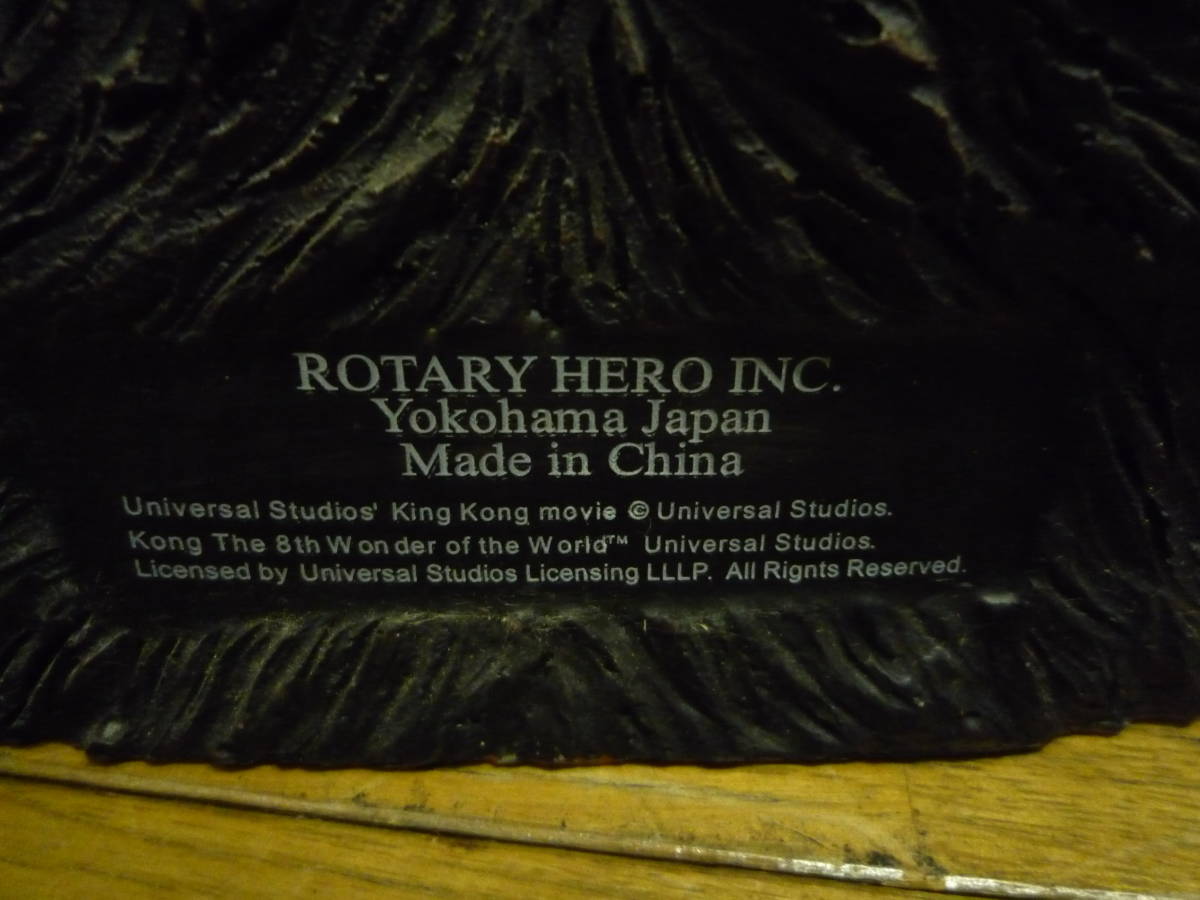 ROTARY HERO INC.
Yokohama Japan
Made in China
Universal Studios' King Kong movie © Universal Studios.
Kong The 8th Wonder of the World™ Universal Studios.
Licensed by Universal Studios Licensing LLLP. All Rignts Reserved.